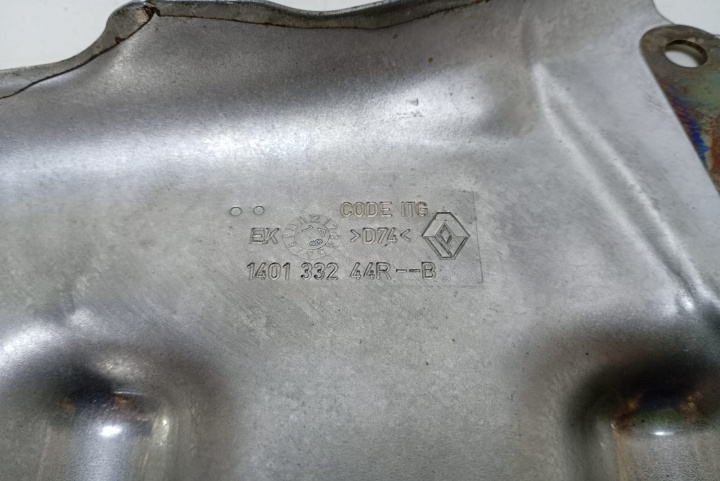 CODE ITG
EK >D74<
1401 332 44R--B